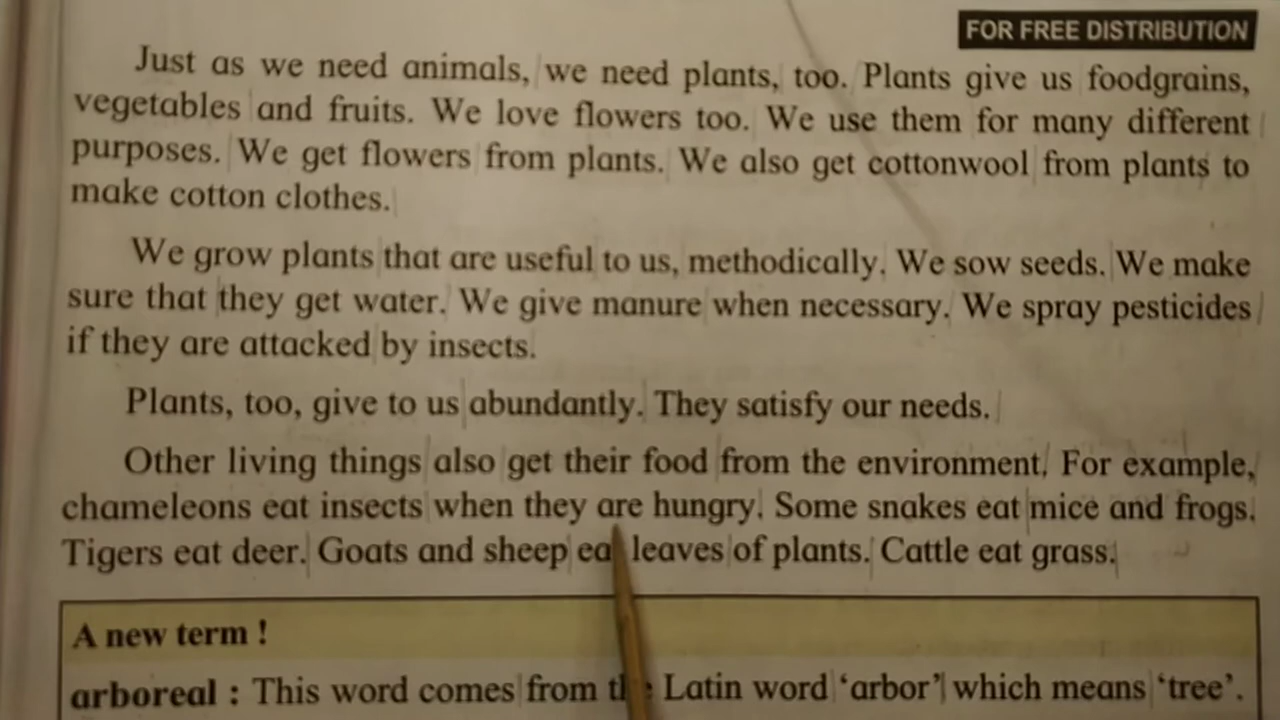 FOR FREE DISTRIBUTION
Just as we need animals, we need plants, too. Plants give us foodgrains,
vegetables and fruits. We love flowers too. We use them for many different
purposes. We get flowers from plants. We also get cottonwool from plants to
make cotton clothes.
We grow plants that are useful to us, methodically. We sow seeds. We make
sure that they get water. We give manure when necessary. We spray pesticides
if they are attacked by insects.
Plants, too, give to us abundantly. They satisfy our needs.
Other living things also get their food from the environment. For example,
chameleons eat insects when they are hungry. Some snakes eat mice and frogs.
Tigers eat deer. Goats and sheep eat leaves of plants. Cattle eat grass.
A new term !
arboreal : This word comes from the Latin word ‘arbor’ which means ‘tree’.